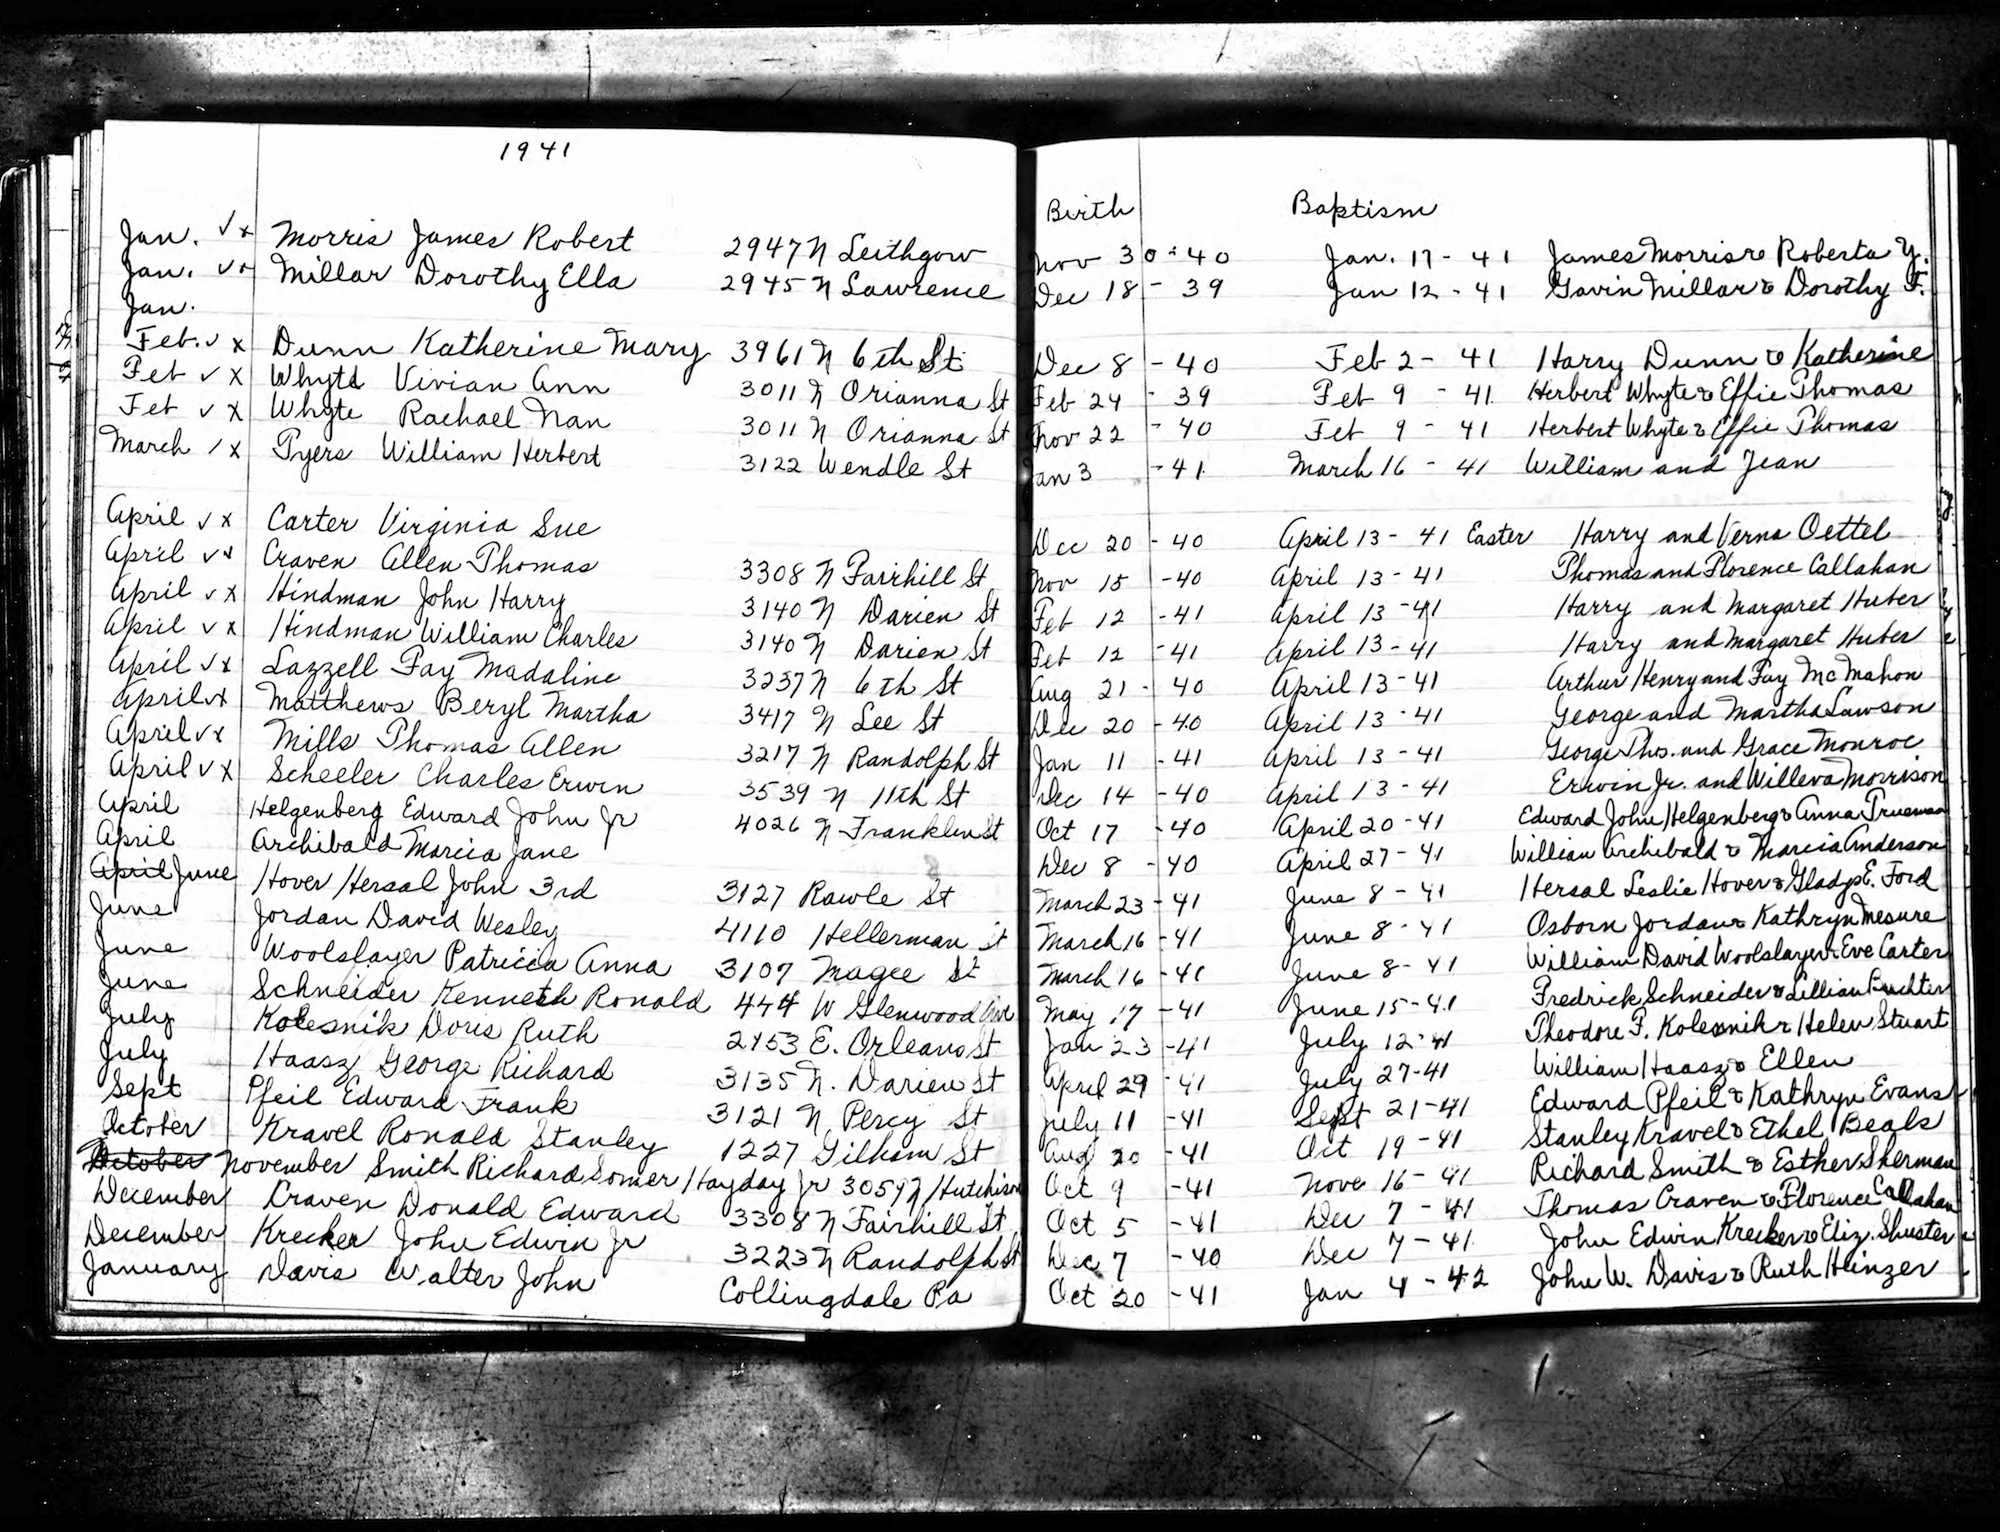 1941
Birth Baptism
Jan. √x Morris James Robert 2947 N Leithgow Nov 30-40 Jan. 17-41 James Morris & Roberta Y.
Jan. √x Millar Dorothy Ella 2945 N Lawrence Dec 18-39 Jan 12-41 Gavin Millar & Dorothy F.
Jan.
Feb. √ x Dunn Katherine Mary 3961 N 6th St. Dec 8-40 Feb 2-41 Harry Dunn & Katherine
Feb √ x Whyte Vivian Ann 3011 N Orianna St Feb 24-39 Feb 9-41 Herbert Whyte & Effie Thomas
Feb √ x Whyte Rachael Nan 3011 N Orianna St Nov 22-40 Feb 9-41 Herbert Whyte & Effie Thomas
March / x Pyers William Herbert 3122 Wendle St Jan 3-41 March 16-41 William and Jean
April √ x Carter Virginia Sue Dec 20-40 April 13-41 Easter Harry and Verna Oettel
April √x Craven Allen Thomas 3308 N Fairhill St Nov 15-40 April 13-41 Thomas and Florence Callahan
April √ x Hindman John Harry 3140 N Darien St Feb 12-41 April 13-41 Harry and Margaret Huber
April √ x Hindman William Charles 3140 N Darien St Feb 12-41 April 13-41 Harry and Margaret Huber
April √x Lazzell Fay Madaline 3237 N 6th St Aug 21-40 April 13-41 Arthur Henry and Fay McMahon
April √x Matthews Beryl Martha 3417 N Lee St Dec 20-40 April 13-41 George and Martha Lawson
April √x Mills Thomas Allen 3217 N Randolph St Jan 11-41 April 13-41 George Thos. and Grace Monroe
April √x Scheeler Charles Erwin 3539 N 11th St Dec 14-40 April 13-41 Erwin Jr. and Willeva Morrison
April Helgenberg Edward John Jr 4026 N Franklin St Oct 17-40 April 20-41 Edward John Helgenberg & Anna Trueman
April Archibald Marcia Jane Dec 8-40 April 27-41 William Archibald & Marcia Anderson
April June Hover Hersal John 3rd 3127 Rawle St March 23-41 June 8-41 Hersal Leslie Hover & Gladys E. Ford
June Jordan David Wesley 4110 Hellerman St March 16-41 June 8-41 Osborn Jordan & Kathryn Mesure
June Woolslayer Patricia Anna 3107 Magee St March 16-41 June 8-41 William David Woolslayer & Eve Carter
June Schneider Kenneth Ronald 444 W Glenwood Ave May 17-41 June 15-41 Fredrick Schneider & Lillian
July Kolesnik Doris Ruth 2153 E. Orleans St Jan 23-41 July 12-41 Theodore F. Kolesnik & Helen Stuart
July Haasz George Richard 3135 N. Darien St April 29-41 July 27-41 William Haasz & Ellen
Sept Pfeil Edward Frank 3121 N Percy St July 11-41 Sept 21-41 Edward Pfeil & Kathryn Evans
October Kravel Ronald Stanley 1227 Gilham St Aug 20-41 Oct 19-41 Stanley Kravel & Ethel Beals
October November Smith Richard Somer Hayday Jr 3059 N Hutchison Oct 9-41 Nove 16-41 Richard Smith & Esther Sherman
December Craven Donald Edward 3308 N Fairhill St Oct 5-41 Dec 7-41 Thomas Craven & Florence Callahan
December Krecker John Edwin Jr 3223 N Randolph St Dec 7-40 Dec 7-41 John Edwin Krecker & Eliz. Shuster
January Davis Walter John Collingdale Pa Oct 20-41 Jan 4-42 John W. Davis & Ruth Hinzer